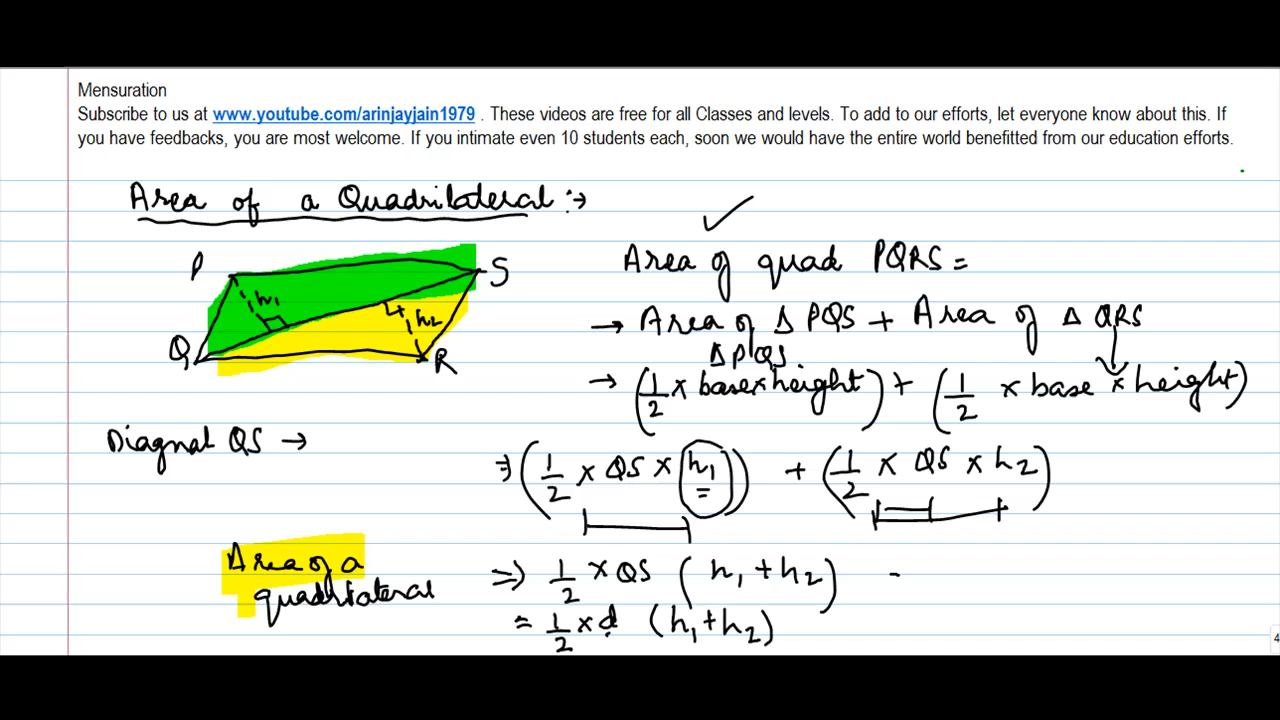 Mensuration
Subscribe to us at www.youtube.com/arinjayjain1979 . These videos are free for all Classes and levels. To add to our efforts, let everyone know about this. If
you have feedbacks, you are most welcome. If you intimate even 10 students each, soon we would have the entire world benefitted from our education efforts.
Area of a Quadrilateral :→
P S
h1
h2
Q R
Area of quad PQRS =
→ Area of Δ PQS + Area of Δ QRS
Δ PQS
→ (1/2 × base × height) + (1/2 × base × height)
Diagnal QS →
⇒ (1/2 × QS × (h1)) + (1/2 × QS × h2)
Area of a
quadrilateral
⇒ 1/2 × QS (h1 + h2) -
= 1/2 × d (h1 + h2)
4